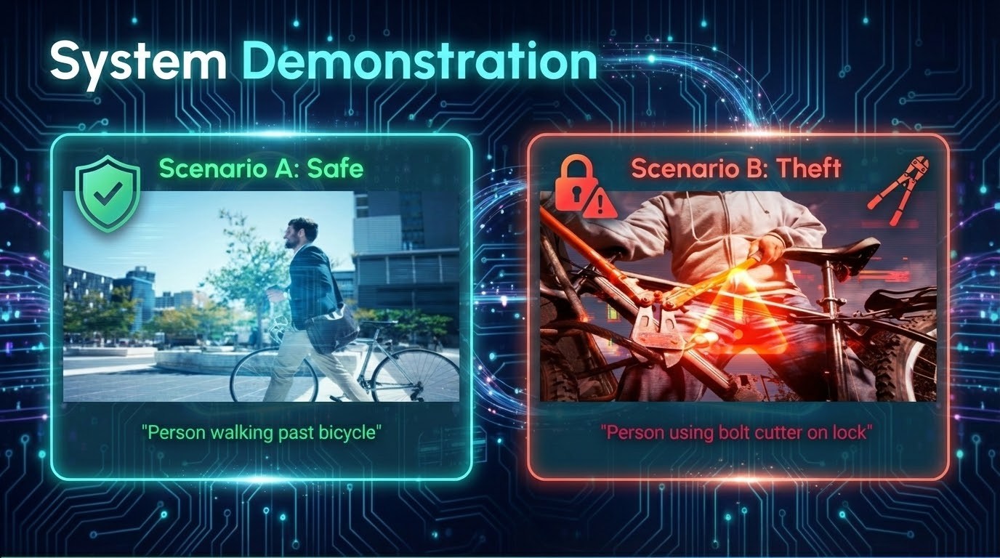 System Demonstration
Scenario A: Safe
"Person walking past bicycle"
Scenario B: Theft
"Person using bolt cutter on lock"